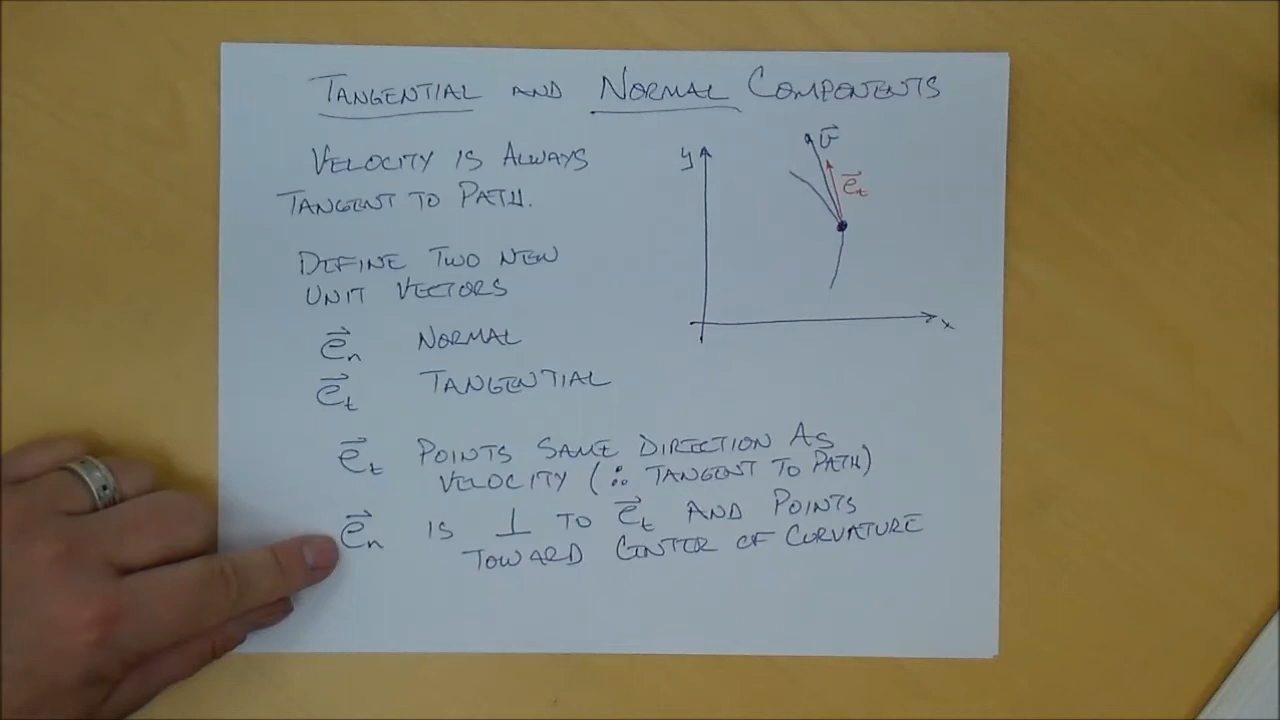 TANGENTIAL AND NORMAL COMPONENTS
VELOCITY IS ALWAYS
TANGENT TO PATH.
DEFINE TWO NEW
UNIT VECTORS
e⃗n NORMAL
e⃗t TANGENTIAL
e⃗t POINTS SAME DIRECTION AS
VELOCITY (∴ TANGENT TO PATH)
e⃗n IS ⊥ TO e⃗t AND POINTS
TOWARD CENTER OF CURVATURE
y
v⃗
e⃗t
x